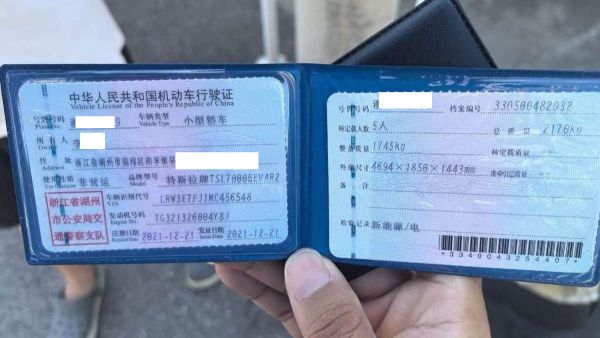 中华人民共和国机动车行驶证
Vehicle License of the People's Republic of China
号牌号码 9 车辆类型 小型轿车
Plate No. Vehicle Type
所有人
Owner
住址 浙江省湖州市南浔区和孚镇
Address
使用性质 非营运 品牌型号 特斯拉牌TSL7000BEVAR2
浙江省湖州市公安局交通警察支队
车辆识别代号 LRW3E7FJ1MC456548
VIN
发动机号码 TG321326004Y8J
Engine No.
注册日期 2021-12-21 发证日期 2021-12-21
Register Date Issue Date
号牌号码 档案编号 330500482932
核定载人数 5人 总质量 2170kg
整备质量 1745kg 核定载质量
外廓尺寸 4694×1850×1443mm 准牵引总质量
备注
检验记录 新能源/电
*3340043254407*